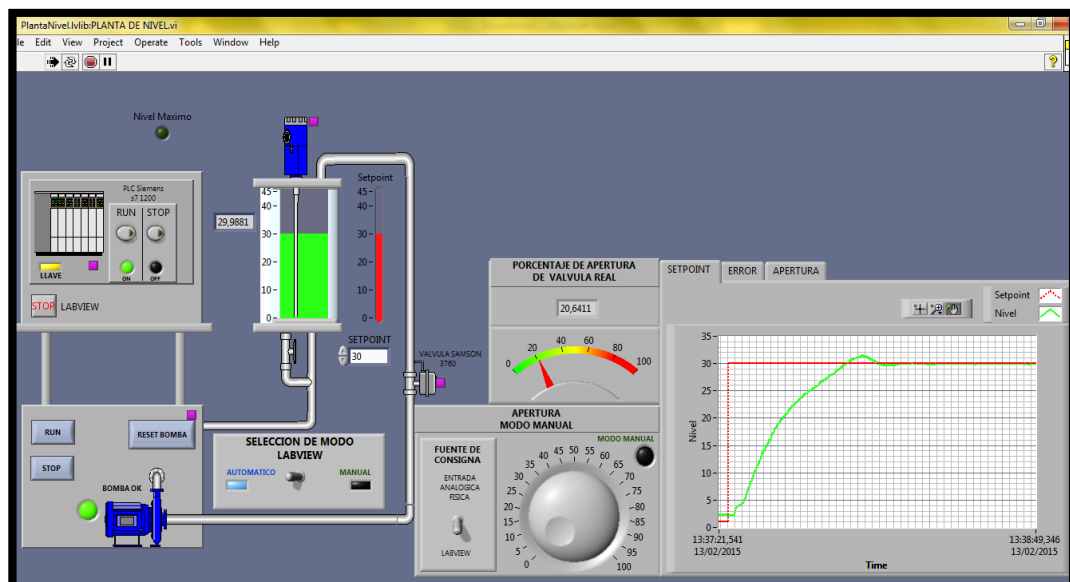 PlantaNivel.lvlib:PLANTA DE NIVEL.vi
le Edit View Project Operate Tools Window Help
Nivel Maximo
PLC Siemens
s7 1200
RUN STOP
LLAVE
ON OFF
STOP LABVIEW
29,9881
45
40
30
20
10
0
Setpoint
45
40
30
20
10
0
SETPOINT
30
VALVULA SAMSON
3760
RUN
STOP
RESET BOMBA
BOMBA OK
SELECCION DE MODO
LABVIEW
AUTOMATICO MANUAL
PORCENTAJE DE APERTURA
DE VALVULA REAL
20,6411
0 20 40 60 80 100
APERTURA
MODO MANUAL
FUENTE DE
CONSIGNA
ENTRADA
ANALOGICA
FISICA
LABVIEW
MODO MANUAL
0 5 10 15 20 25 30 35 40 45 50 55 60 65 70 75 80 85 90 95 100
SETPOINT ERROR APERTURA
Setpoint
Nivel
Nivel
35
30
25
20
15
10
5
0
13:37:21,541 13:38:49,346
13/02/2015 13/02/2015
Time